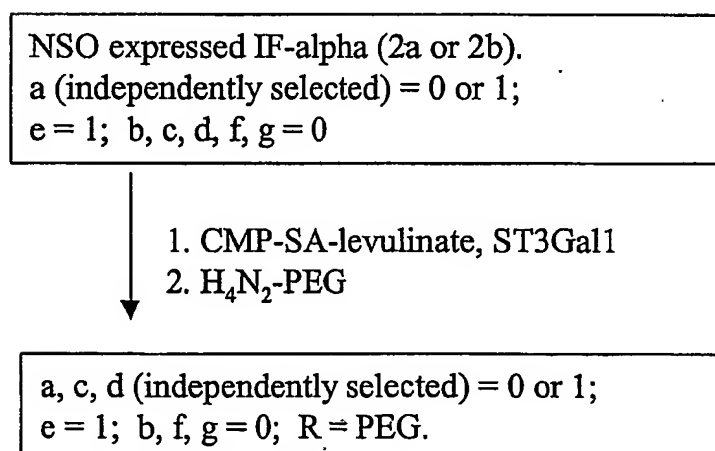 NSO expressed IF-alpha (2a or 2b).
a (independently selected) = 0 or 1;
e = 1; b, c, d, f, g = 0
1. CMP-SA-levulinate, ST3Gal1
2. H₄N₂-PEG
a, c, d (independently selected) = 0 or 1;
e = 1; b, f, g = 0; R = PEG.